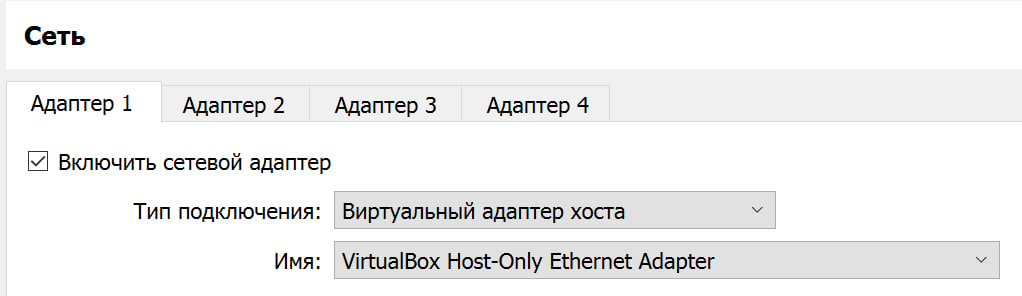 Сеть
Адаптер 1 Адаптер 2 Адаптер 3 Адаптер 4
Включить сетевой адаптер
Тип подключения: Виртуальный адаптер хоста
Имя: VirtualBox Host-Only Ethernet Adapter